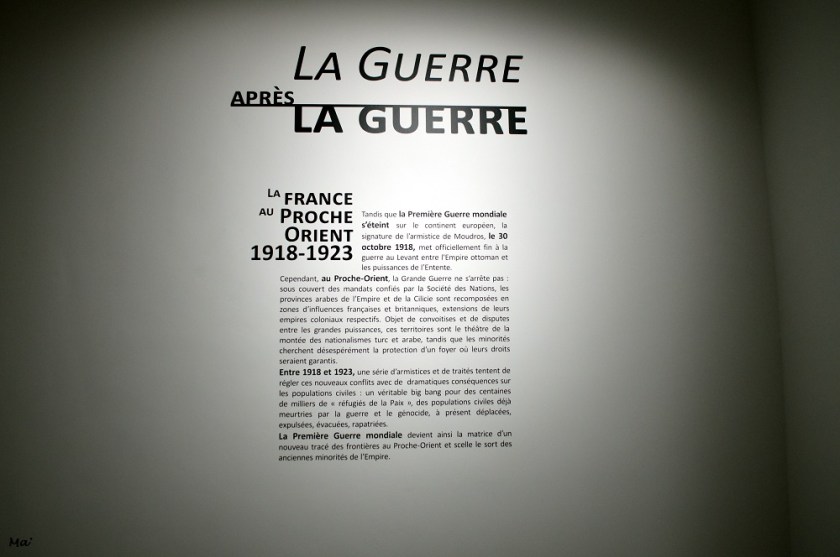 LA GUERRE
APRÈS
LA GUERRE
LA FRANCE
AU PROCHE
ORIENT
1918-1923
Tandis que la Première Guerre mondiale
s'éteint sur le continent européen, la
signature de l'armistice de Moudros, le 30
octobre 1918, met officiellement fin à la
guerre au Levant entre l'Empire ottoman et
les puissances de l'Entente.
Cependant, au Proche-Orient, la Grande Guerre ne s'arrête pas :
sous couvert des mandats confiés par la Société des Nations, les
provinces arabes de l'Empire et de la Cilicie sont recomposées en
zones d'influences françaises et britanniques, extensions de leurs
empires coloniaux respectifs. Objet de convoitises et de disputes
entre les grandes puissances, ces territoires sont le théâtre de la
montée des nationalismes turc et arabe, tandis que les minorités
cherchent désespérément la protection d'un foyer où leurs droits
seraient garantis.
Entre 1918 et 1923, une série d'armistices et de traités tentent de
régler ces nouveaux conflits avec de dramatiques conséquences sur
les populations civiles : un véritable big bang pour des centaines
de milliers de « réfugiés de la Paix », des populations civiles déjà
meurtries par la guerre et le génocide, à présent déplacées,
expulsées, évacuées, rapatriées.
La Première Guerre mondiale devient ainsi la matrice d'un
nouveau tracé des frontières au Proche-Orient et scelle le sort des
anciennes minorités de l'Empire.
Mai